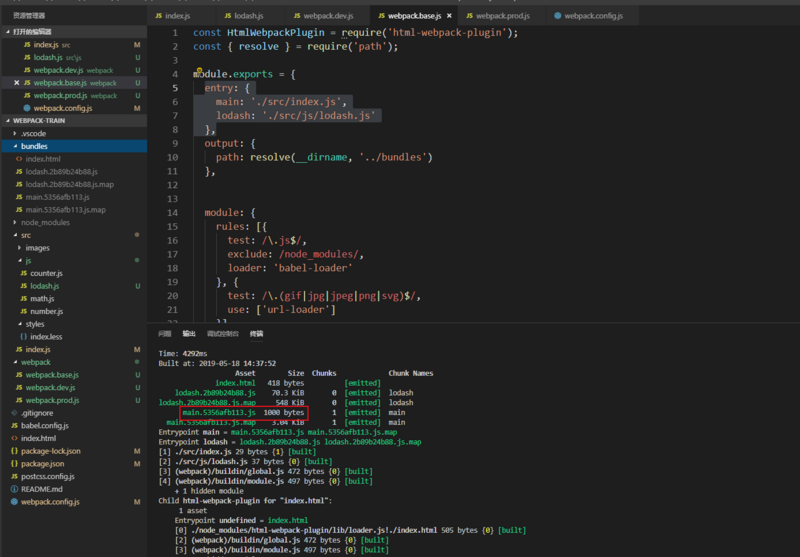 资源管理器
打开的编辑器
JS index.js src M
JS lodash.js src\js U
JS webpack.dev.js webpack U
× JS webpack.base.js webpack U
JS webpack.prod.js webpack U
webpack.config.js M
WEBPACK-TRAIN
.vscode
bundles
<> index.html
JS lodash.2b89b24b88.js
JS lodash.2b89b24b88.js.map
JS main.5356afb113.js
JS main.5356afb113.js.map
node_modules
src
images
js
JS counter.js
JS lodash.js U
JS math.js
JS number.js
styles
{ } index.less
JS index.js M
webpack
JS webpack.base.js U
JS webpack.dev.js U
JS webpack.prod.js U
.gitignore
babel.config.js
<> index.html
{} package-lock.json M
{} package.json M
postcss.config.js
README.md
webpack.config.js M
JS index.js
JS lodash.js
JS webpack.dev.js
JS webpack.base.js ×
JS webpack.prod.js
webpack.config.js
1 const HtmlWebpackPlugin = require('html-webpack-plugin');
2 const { resolve } = require('path');
3
4 module.exports = {
5 entry: {
6 main: './src/index.js',
7 lodash: './src/js/lodash.js'
8 },
9 output: {
10 path: resolve(__dirname, '../bundles')
11 },
12
13
14 module: {
15 rules: [{
16 test: /\.js$/,
17 exclude: /node_modules/,
18 loader: 'babel-loader'
19 }, {
20 test: /\.(gif|jpg|jpeg|png|svg)$/,
21 use: ['url-loader']
22 }]
问题 输出 调试控制台 终端
Time: 4292ms
Built at: 2019-05-18 14:37:52
Asset Size Chunks Chunk Names
index.html 418 bytes [emitted]
lodash.2b89b24b88.js 70.3 KiB 0 [emitted] lodash
lodash.2b89b24b88.js.map 548 KiB 0 [emitted] lodash
main.5356afb113.js 1000 bytes 1 [emitted] main
main.5356afb113.js.map 3.04 KiB 1 [emitted] main
Entrypoint main = main.5356afb113.js main.5356afb113.js.map
Entrypoint lodash = lodash.2b89b24b88.js lodash.2b89b24b88.js.map
[1] ./src/index.js 29 bytes {1} [built]
[2] ./src/js/lodash.js 37 bytes {0} [built]
[3] (webpack)/buildin/global.js 472 bytes {0} [built]
[4] (webpack)/buildin/module.js 497 bytes {0} [built]
+ 1 hidden module
Child html-webpack-plugin for "index.html":
1 asset
Entrypoint undefined = index.html
[0] ./node_modules/html-webpack-plugin/lib/loader.js!./index.html 505 bytes {0} [built]
[2] (webpack)/buildin/global.js 472 bytes {0} [built]
[3] (webpack)/buildin/module.js 497 bytes {0} [built]